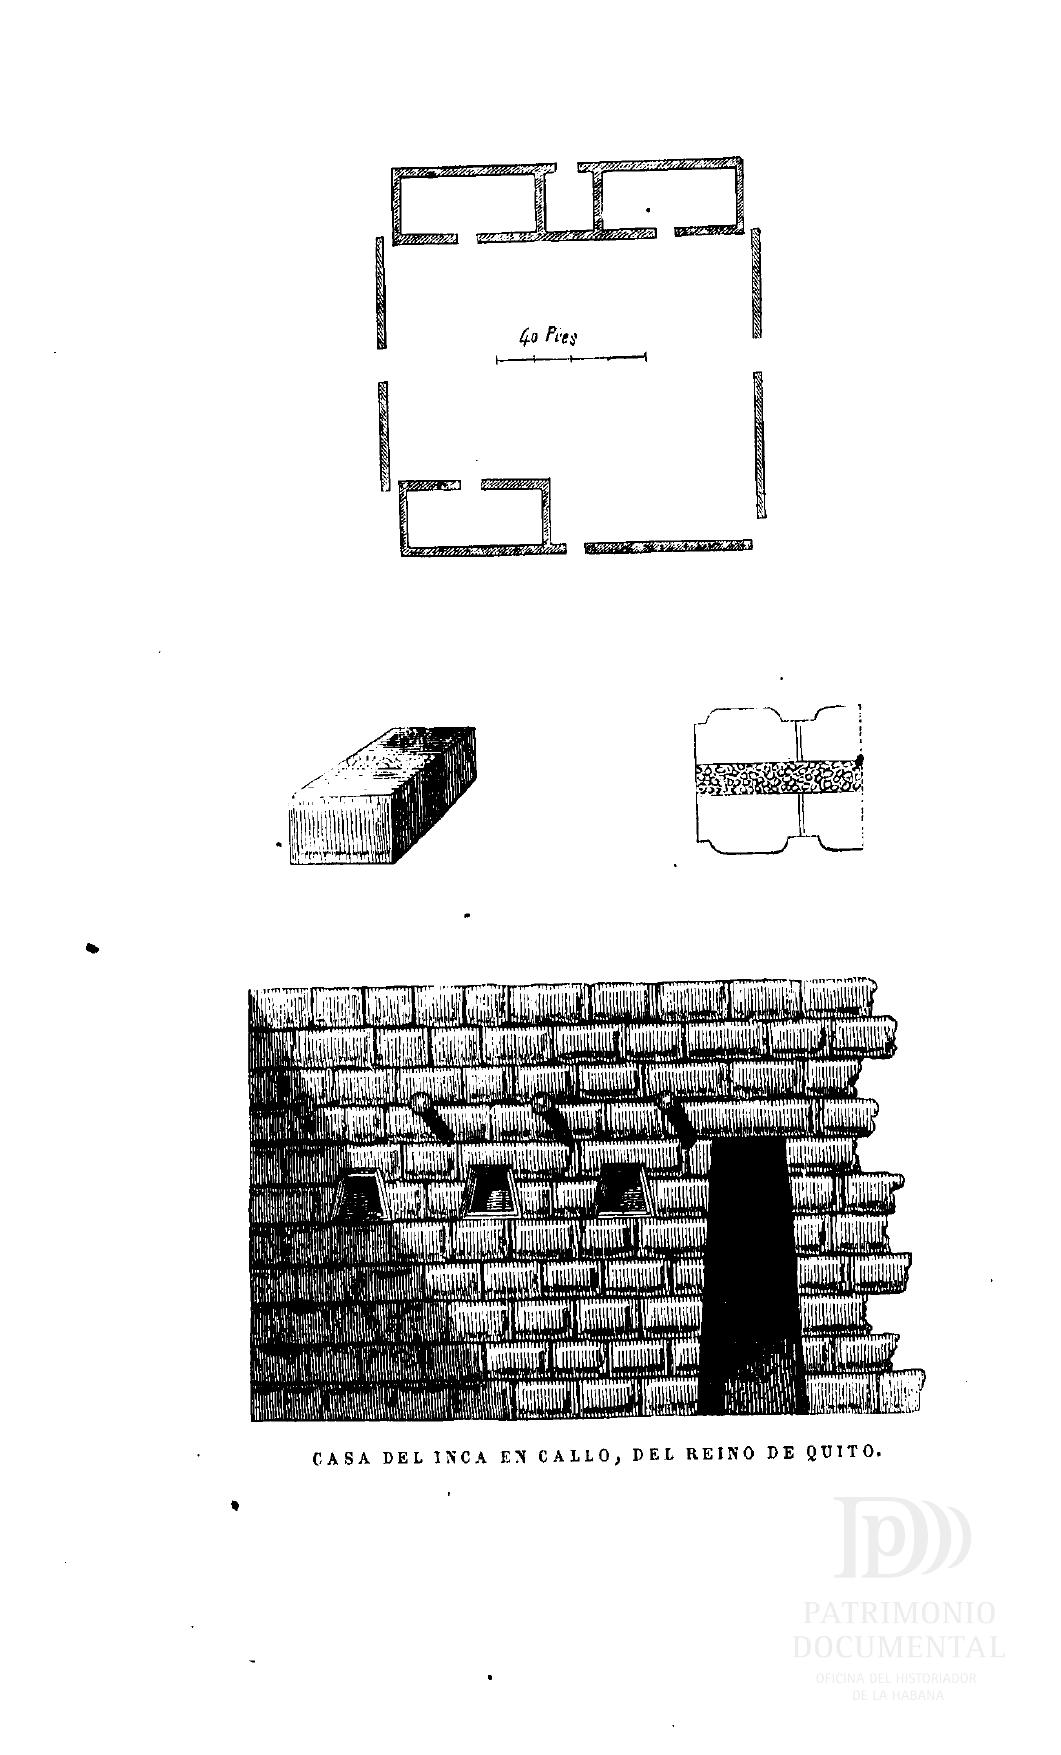 40 Pies
CASA DEL INCA EN CALLO, DEL REINO DE QUITO.
PATRIMONIO
DOCUMENTAL
OFICINA DEL HISTORIADOR
DE LA HABANA